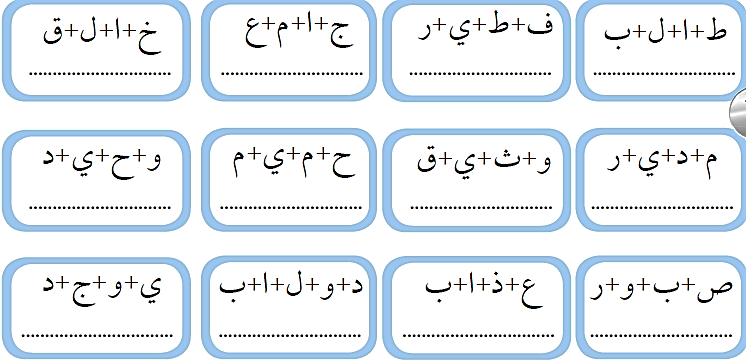 ط+ا+ل+ب
ف+ط+ي+ر
ج+ا+م+ع
خ+ا+ل+ق
م+د+ي+ر
و+ث+ي+ق
ح+م+ي+م
و+ح+ي+د
ص+ب+و+ر
ع+ذ+ا+ب
د+و+ل+ا+ب
ي+و+ج+د